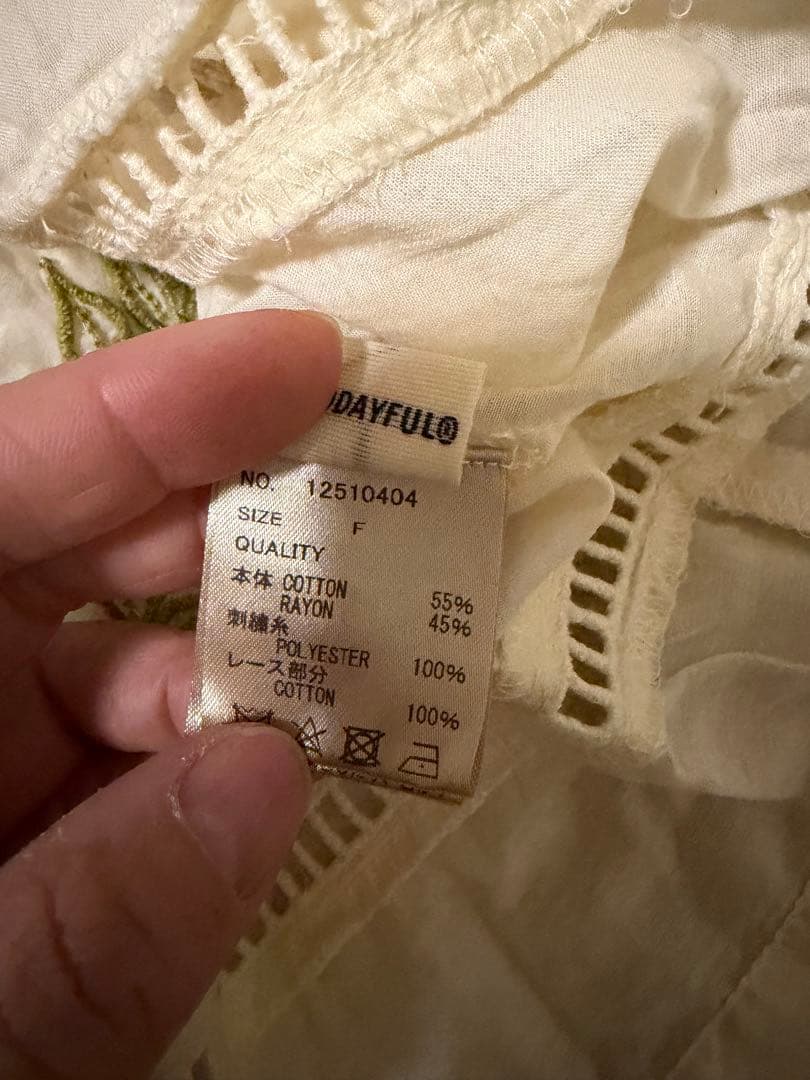 DAYFUL®
NO. 12510404
SIZE F
QUALITY
本体 COTTON 55%
RAYON 45%
刺繍糸
POLYESTER 100%
レース部分
COTTON 100%